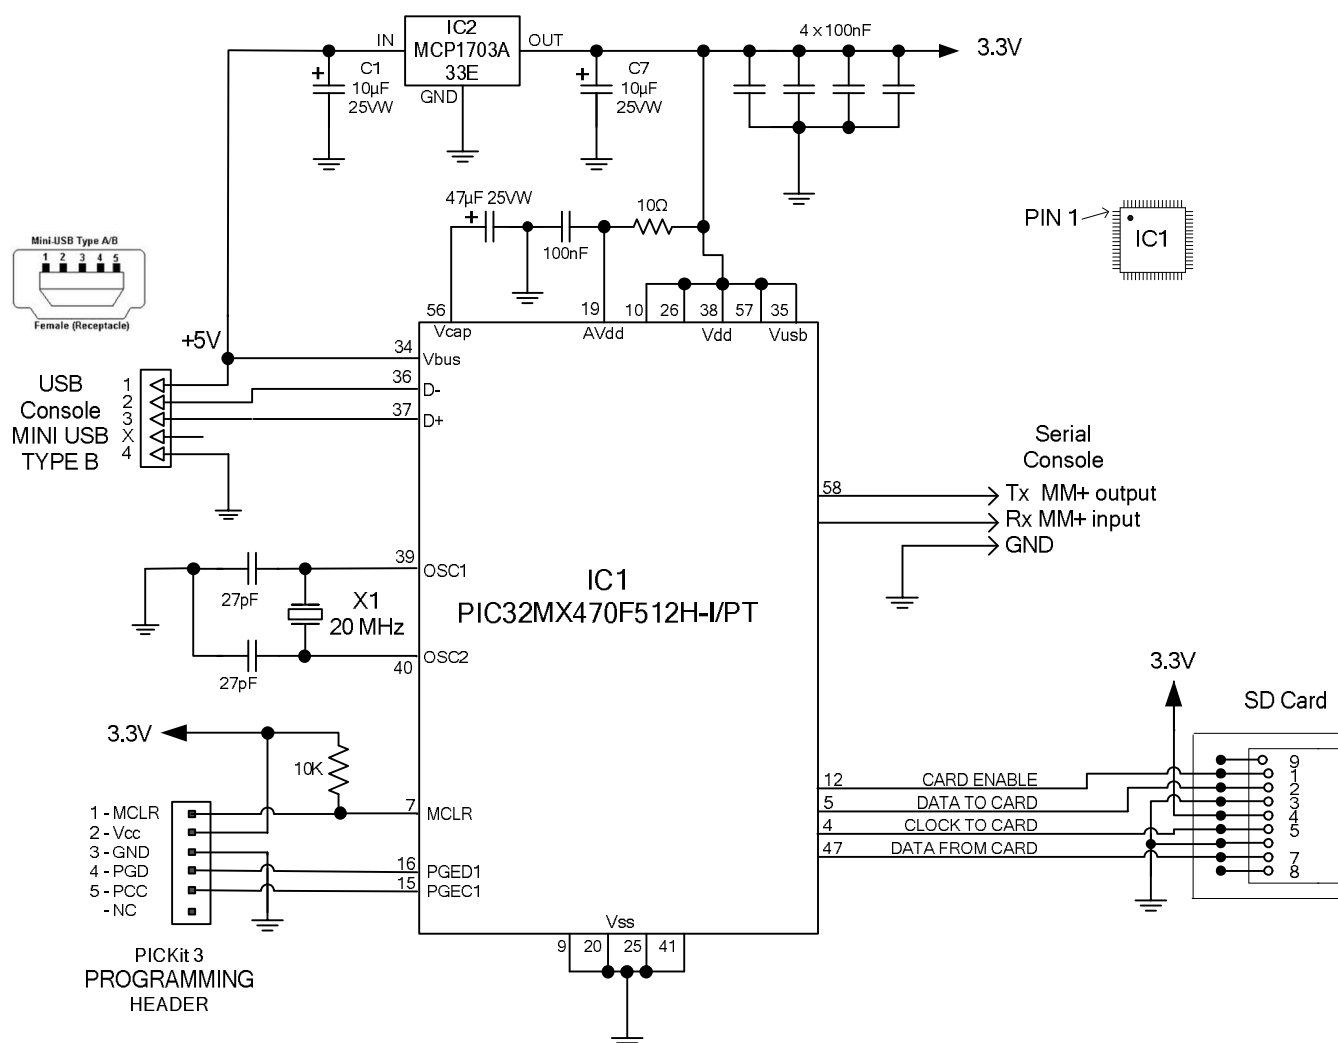 IC2
MCP1703A
33E
IN
OUT
GND
C1
10µF
25VW
+
C7
10µF
25VW
+
4 x 100nF
3.3V
47µF 25VW
+
100nF
10Ω
PIN 1
IC1
Mini-USB Type A/B
1 2 3 4 5
Female (Receptacle)
+5V
USB
Console
MINI USB
TYPE B
1
2
3
X
4
56
Vcap
19
AVdd
10
26
38
57
35
Vdd
Vusb
34
Vbus
36
D-
37
D+
39
OSC1
40
OSC2
27pF
27pF
X1
20 MHz
IC1
PIC32MX470F512H-I/PT
Serial
Console
58
Tx MM+ output
Rx MM+ input
GND
3.3V
10K
1 - MCLR
2 - Vcc
3 - GND
4 - PGD
5 - PCC
- NC
7
MCLR
16
PGED1
15
PGEC1
PICKit 3
PROGRAMMING
HEADER
Vss
9
20
25
41
3.3V
SD Card
12 CARD ENABLE
5 DATA TO CARD
4 CLOCK TO CARD
47 DATA FROM CARD
9
1
2
3
4
5
7
8